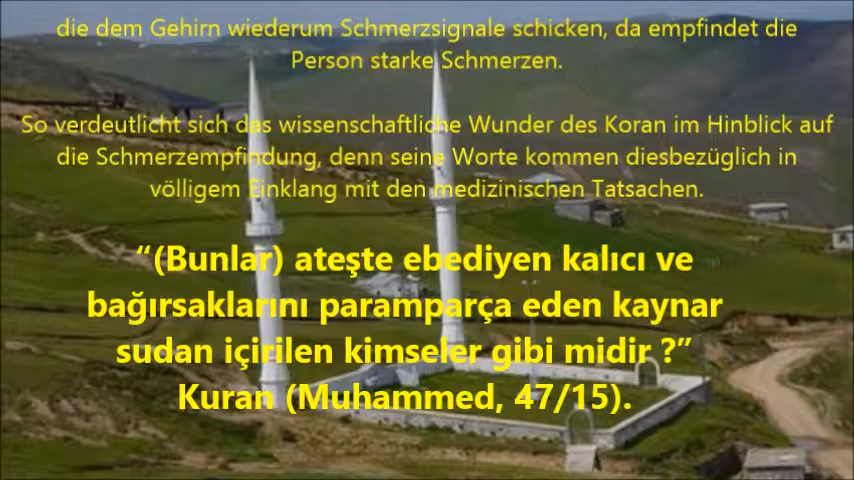 die dem Gehirn wiederum Schmerzsignale schicken, da empfindet die
Person starke Schmerzen.
So verdeutlicht sich das wissenschaftliche Wunder des Koran im Hinblick auf
die Schmerzempfindung, denn seine Worte kommen diesbezüglich in
völligem Einklang mit den medizinischen Tatsachen.
“(Bunlar) ateşte ebediyen kalıcı ve
bağırsaklarını paramparça eden kaynar
sudan içirilen kimseler gibi midir ?”
Kuran (Muhammed, 47/15).